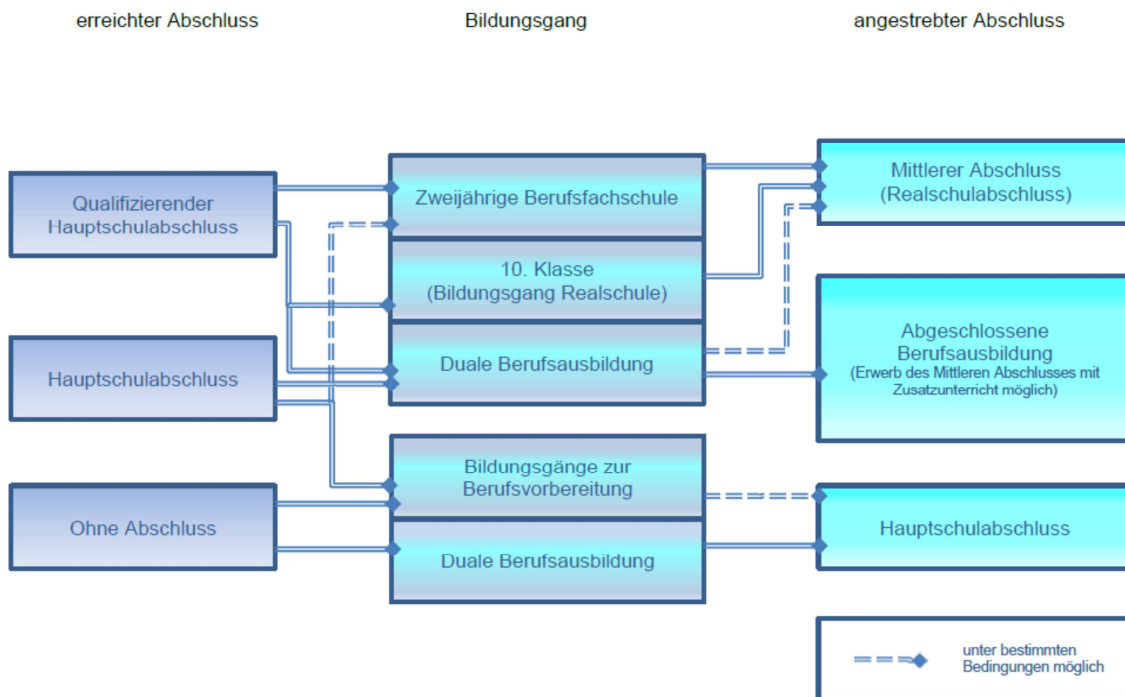 erreichter Abschluss
Bildungsgang
angestrebter Abschluss
Qualifizierender
Hauptschulabschluss
Hauptschulabschluss
Ohne Abschluss
Zweijährige Berufsfachschule
10. Klasse
(Bildungsgang Realschule)
Duale Berufsausbildung
Bildungsgänge zur
Berufsvorbereitung
Duale Berufsausbildung
Mittlerer Abschluss
(Realschulabschluss)
Abgeschlossene
Berufsausbildung
(Erwerb des Mittleren Abschlusses mit
Zusatzunterricht möglich)
Hauptschulabschluss
unter bestimmten
Bedingungen möglich